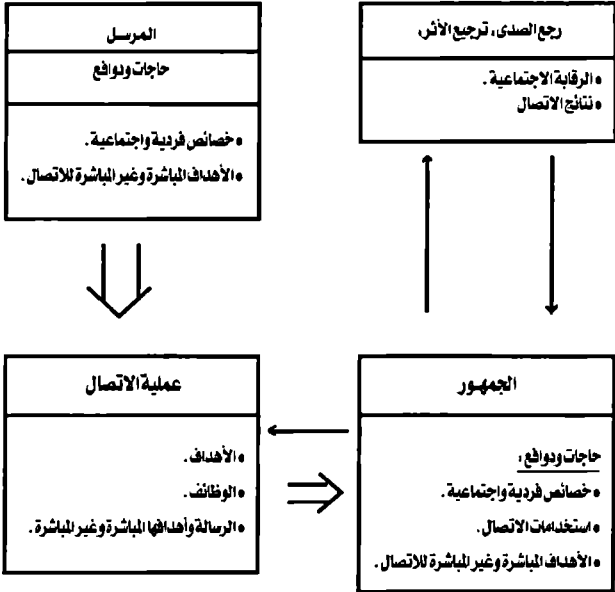 المرسل
حاجات ودوافع
• خصائص فردية واجتماعية.
• الأهداف المباشرة وغير المباشرة للاتصال.
رجع الصدى، ترجيع الأثر،
• الرقابة الاجتماعية.
• نتائج الاتصال
عملية الاتصال
• الأهداف.
• الوظائف.
• الرسالة وأهدافها المباشرة وغير المباشرة.
الجمهور
حاجات ودوافع:
• خصائص فردية واجتماعية.
• استخدامات الاتصال.
• الأهداف المباشرة وغير المباشرة للاتصال.